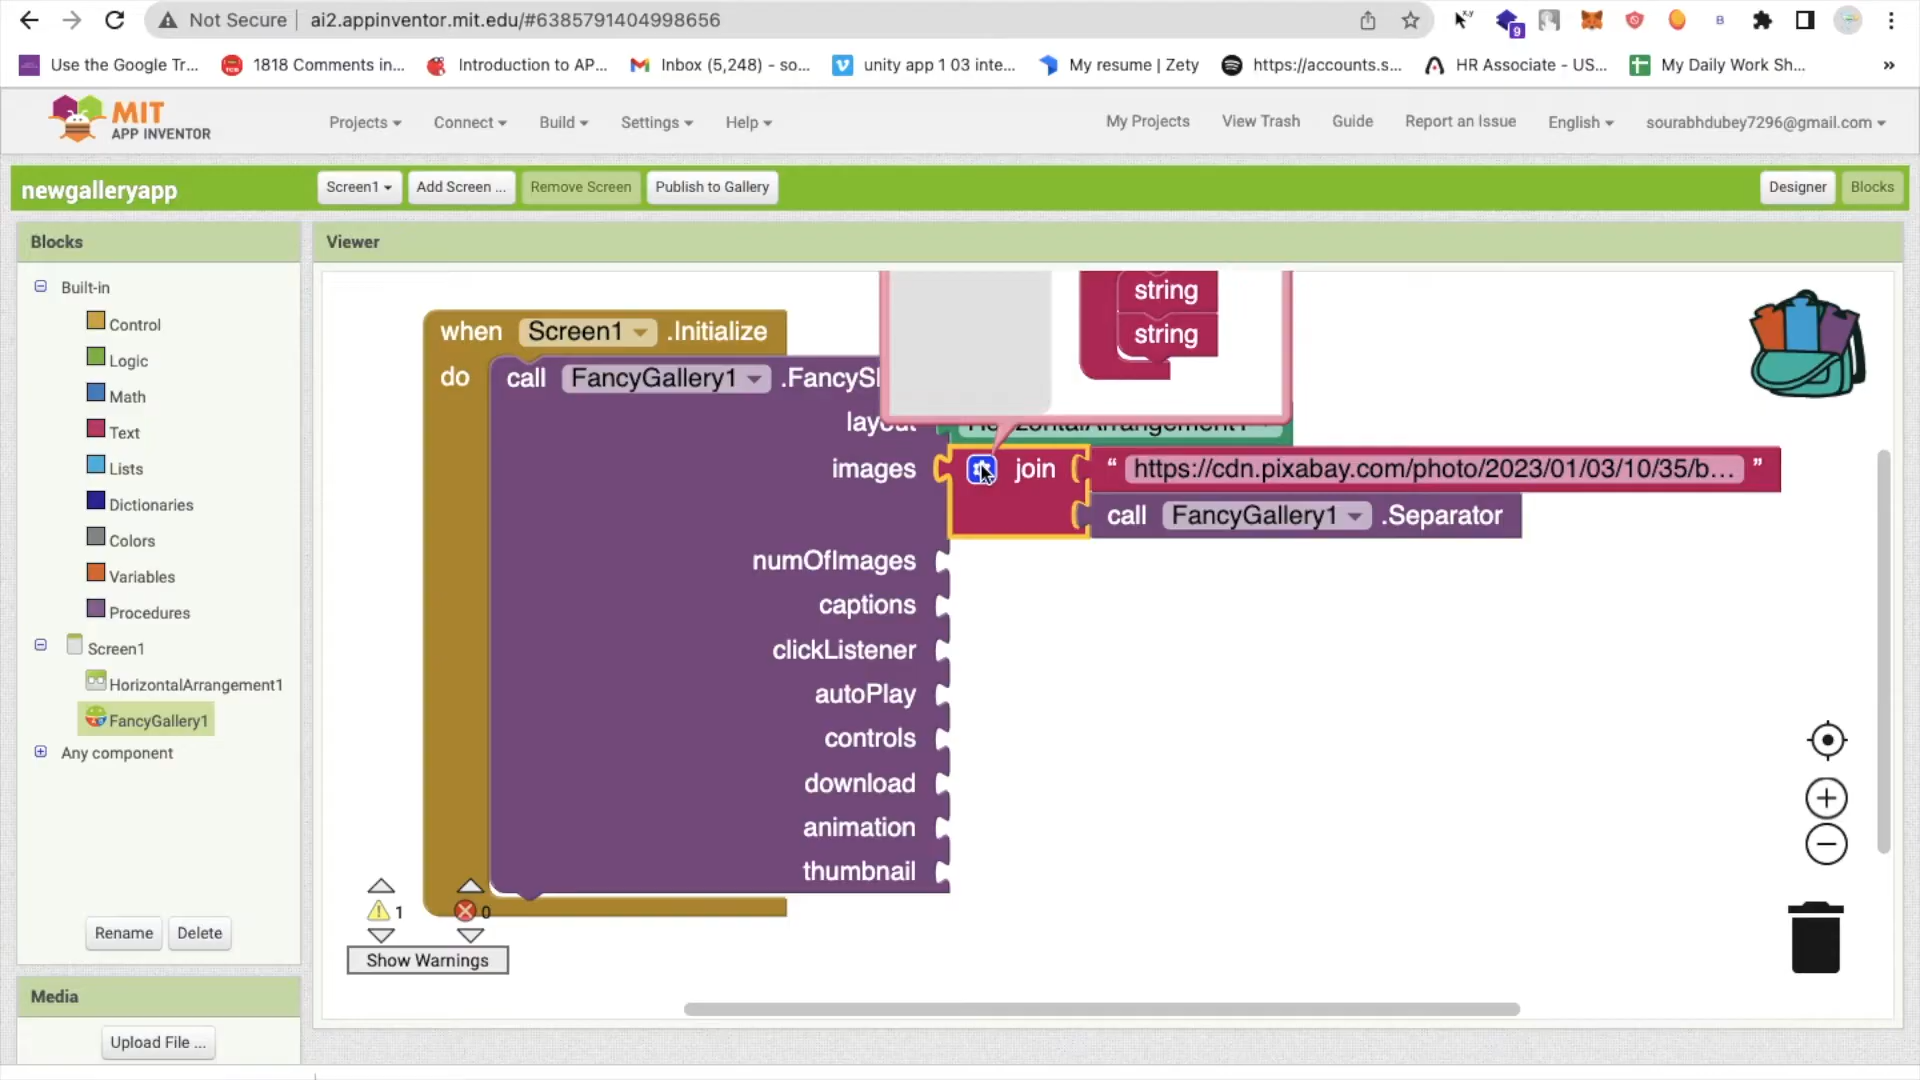 Not Secure
ai2.appinventor.mit.edu/#6385791404998656
9
B
Use the Google Tr...
1818 Comments in...
Introduction to AP...
Inbox (5,248) - so...
unity app 1 03 inte...
My resume | Zety
https://accounts.s...
HR Associate - US...
My Daily Work Sh...
»
MIT
APP INVENTOR
Projects
Connect
Build
Settings
Help
My Projects
View Trash
Guide
Report an Issue
English
sourabhdubey7296@gmail.com
newgalleryapp
Screen1
Add Screen ...
Remove Screen
Publish to Gallery
Designer
Blocks
Blocks
Built-in
Control
Logic
Math
Text
Lists
Dictionaries
Colors
Variables
Procedures
Screen1
HorizontalArrangement1
FancyGallery1
Any component
Rename
Delete
Media
Upload File ...
Viewer
string
string
when Screen1 .Initialize
do
call FancyGallery1
layout HorizontalArrangement1
images join “ https://cdn.pixabay.com/photo/2023/01/03/10/35/b... ”
call FancyGallery1 .Separator
numOfImages
captions
clickListener
autoPlay
controls
download
animation
thumbnail
1
0
Show Warnings